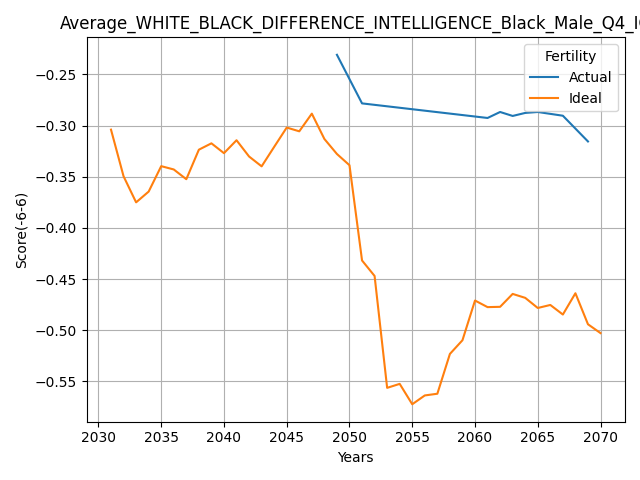 Average_WHITE_BLACK_DIFFERENCE_INTELLIGENCE_Black_Male_Q4_I
Fertility
Actual
Ideal
Score(-6-6)
−0.25
−0.30
−0.35
−0.40
−0.45
−0.50
−0.55
2030 2035 2040 2045 2050 2055 2060 2065 2070
Years